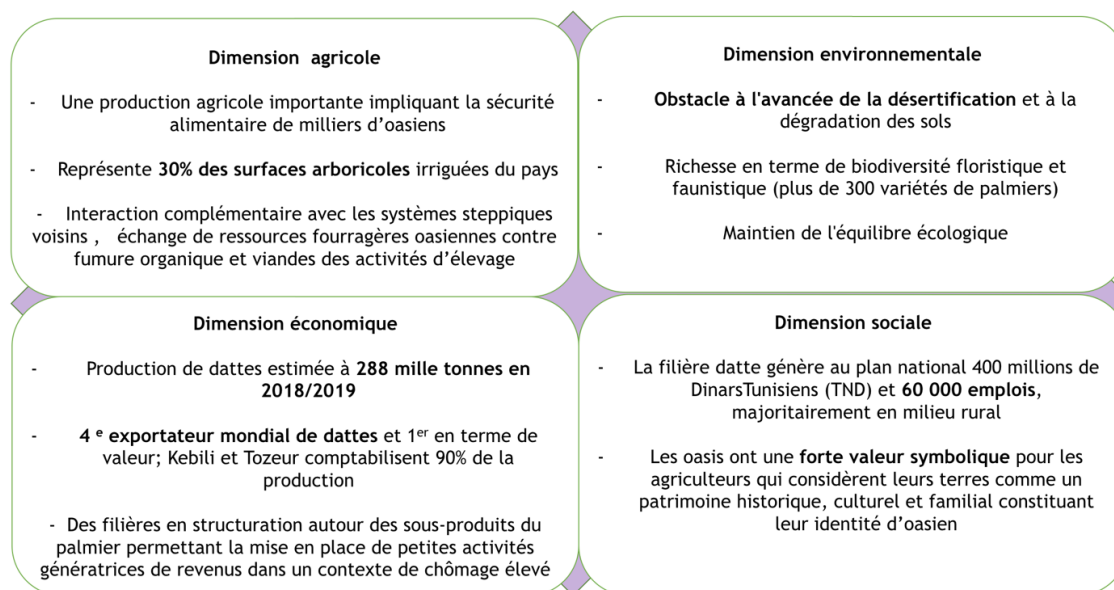 Dimension agricole
- Une production agricole importante impliquant la sécurité
alimentaire de milliers d’oasiens
- Représente 30% des surfaces arboricoles irriguées du pays
- Interaction complémentaire avec les systèmes steppiques
voisins , échange de ressources fourragères oasiennes contre
fumure organique et viandes des activités d’élevage
Dimension environnementale
- Obstacle à l'avancée de la désertification et à la
dégradation des sols
- Richesse en terme de biodiversité floristique et
faunistique (plus de 300 variétés de palmiers)
- Maintien de l'équilibre écologique
Dimension économique
- Production de dattes estimée à 288 mille tonnes en
2018/2019
- 4 e exportateur mondial de dattes et 1er en terme de
valeur; Kebili et Tozeur comptabilisent 90% de la
production
- Des filières en structuration autour des sous-produits du
palmier permettant la mise en place de petites activités
génératrices de revenus dans un contexte de chômage élevé
Dimension sociale
- La filière datte génère au plan national 400 millions de
DinarsTunisiens (TND) et 60 000 emplois,
majoritairement en milieu rural
- Les oasis ont une forte valeur symbolique pour les
agriculteurs qui considèrent leurs terres comme un
patrimoine historique, culturel et familial constituant
leur identité d’oasien